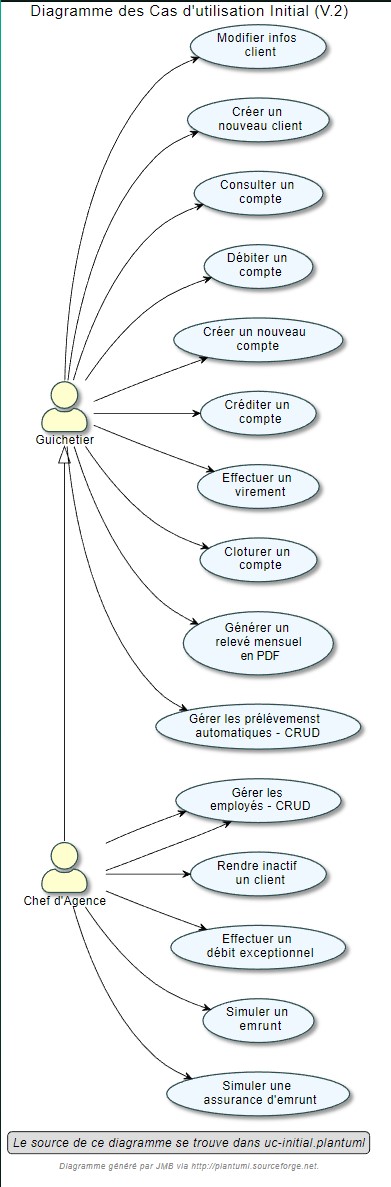 Diagramme des Cas d'utilisation Initial (V.2)
Modifier infos
client
Créer un
nouveau client
Consulter un
compte
Débiter un
compte
Créer un nouveau
compte
Créditer un
compte
Guichetier
Effectuer un
virement
Cloturer un
compte
Générer un
relevé mensuel
en PDF
Gérer les prélévemenst
automatiques - CRUD
Gérer les
employés - CRUD
Rendre inactif
un client
Chef d'Agence
Effectuer un
débit exceptionnel
Simuler un
emrunt
Simuler une
assurance d'emrunt
Le source de ce diagramme se trouve dans uc-initial.plantuml
Diagramme généré par JMB via http://plantuml.sourceforge.net.